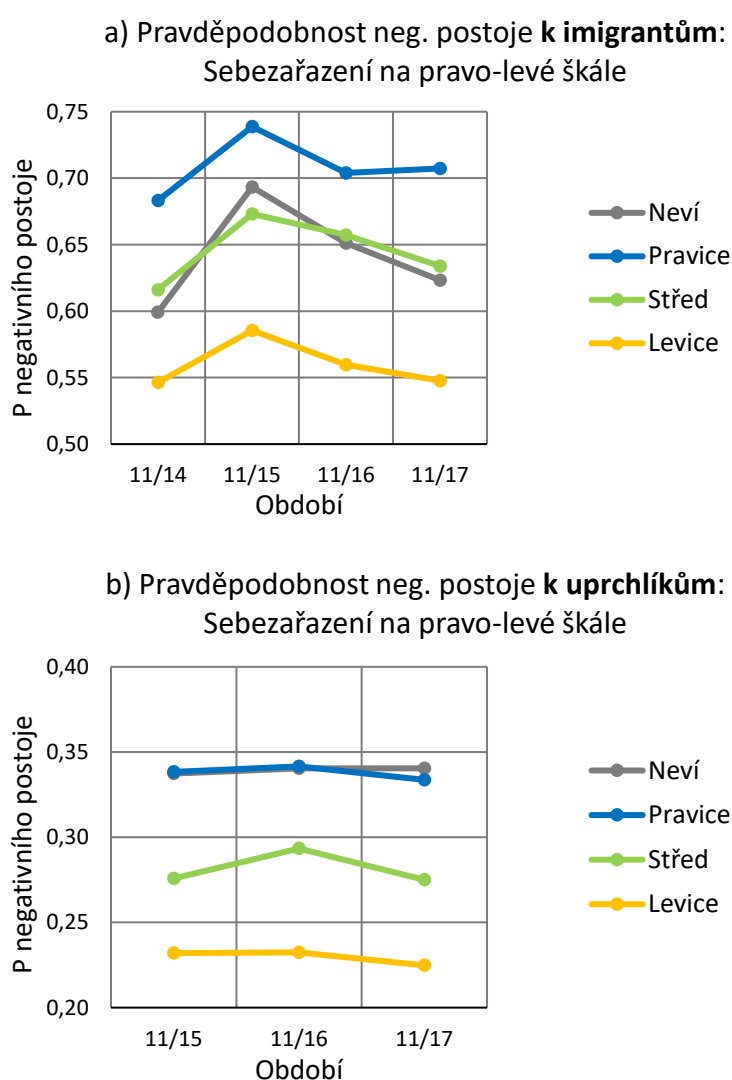 a) Pravděpodobnost neg. postoje k imigrantům:
Sebezařazení na pravo-levé škále
P negativního postoje
0,75
0,70
0,65
0,60
0,55
0,50
11/14 11/15 11/16 11/17
Období
Neví
Pravice
Střed
Levice
b) Pravděpodobnost neg. postoje k uprchlíkům:
Sebezařazení na pravo-levé škále
P negativního postoje
0,40
0,35
0,30
0,25
0,20
11/15 11/16 11/17
Období
Neví
Pravice
Střed
Levice